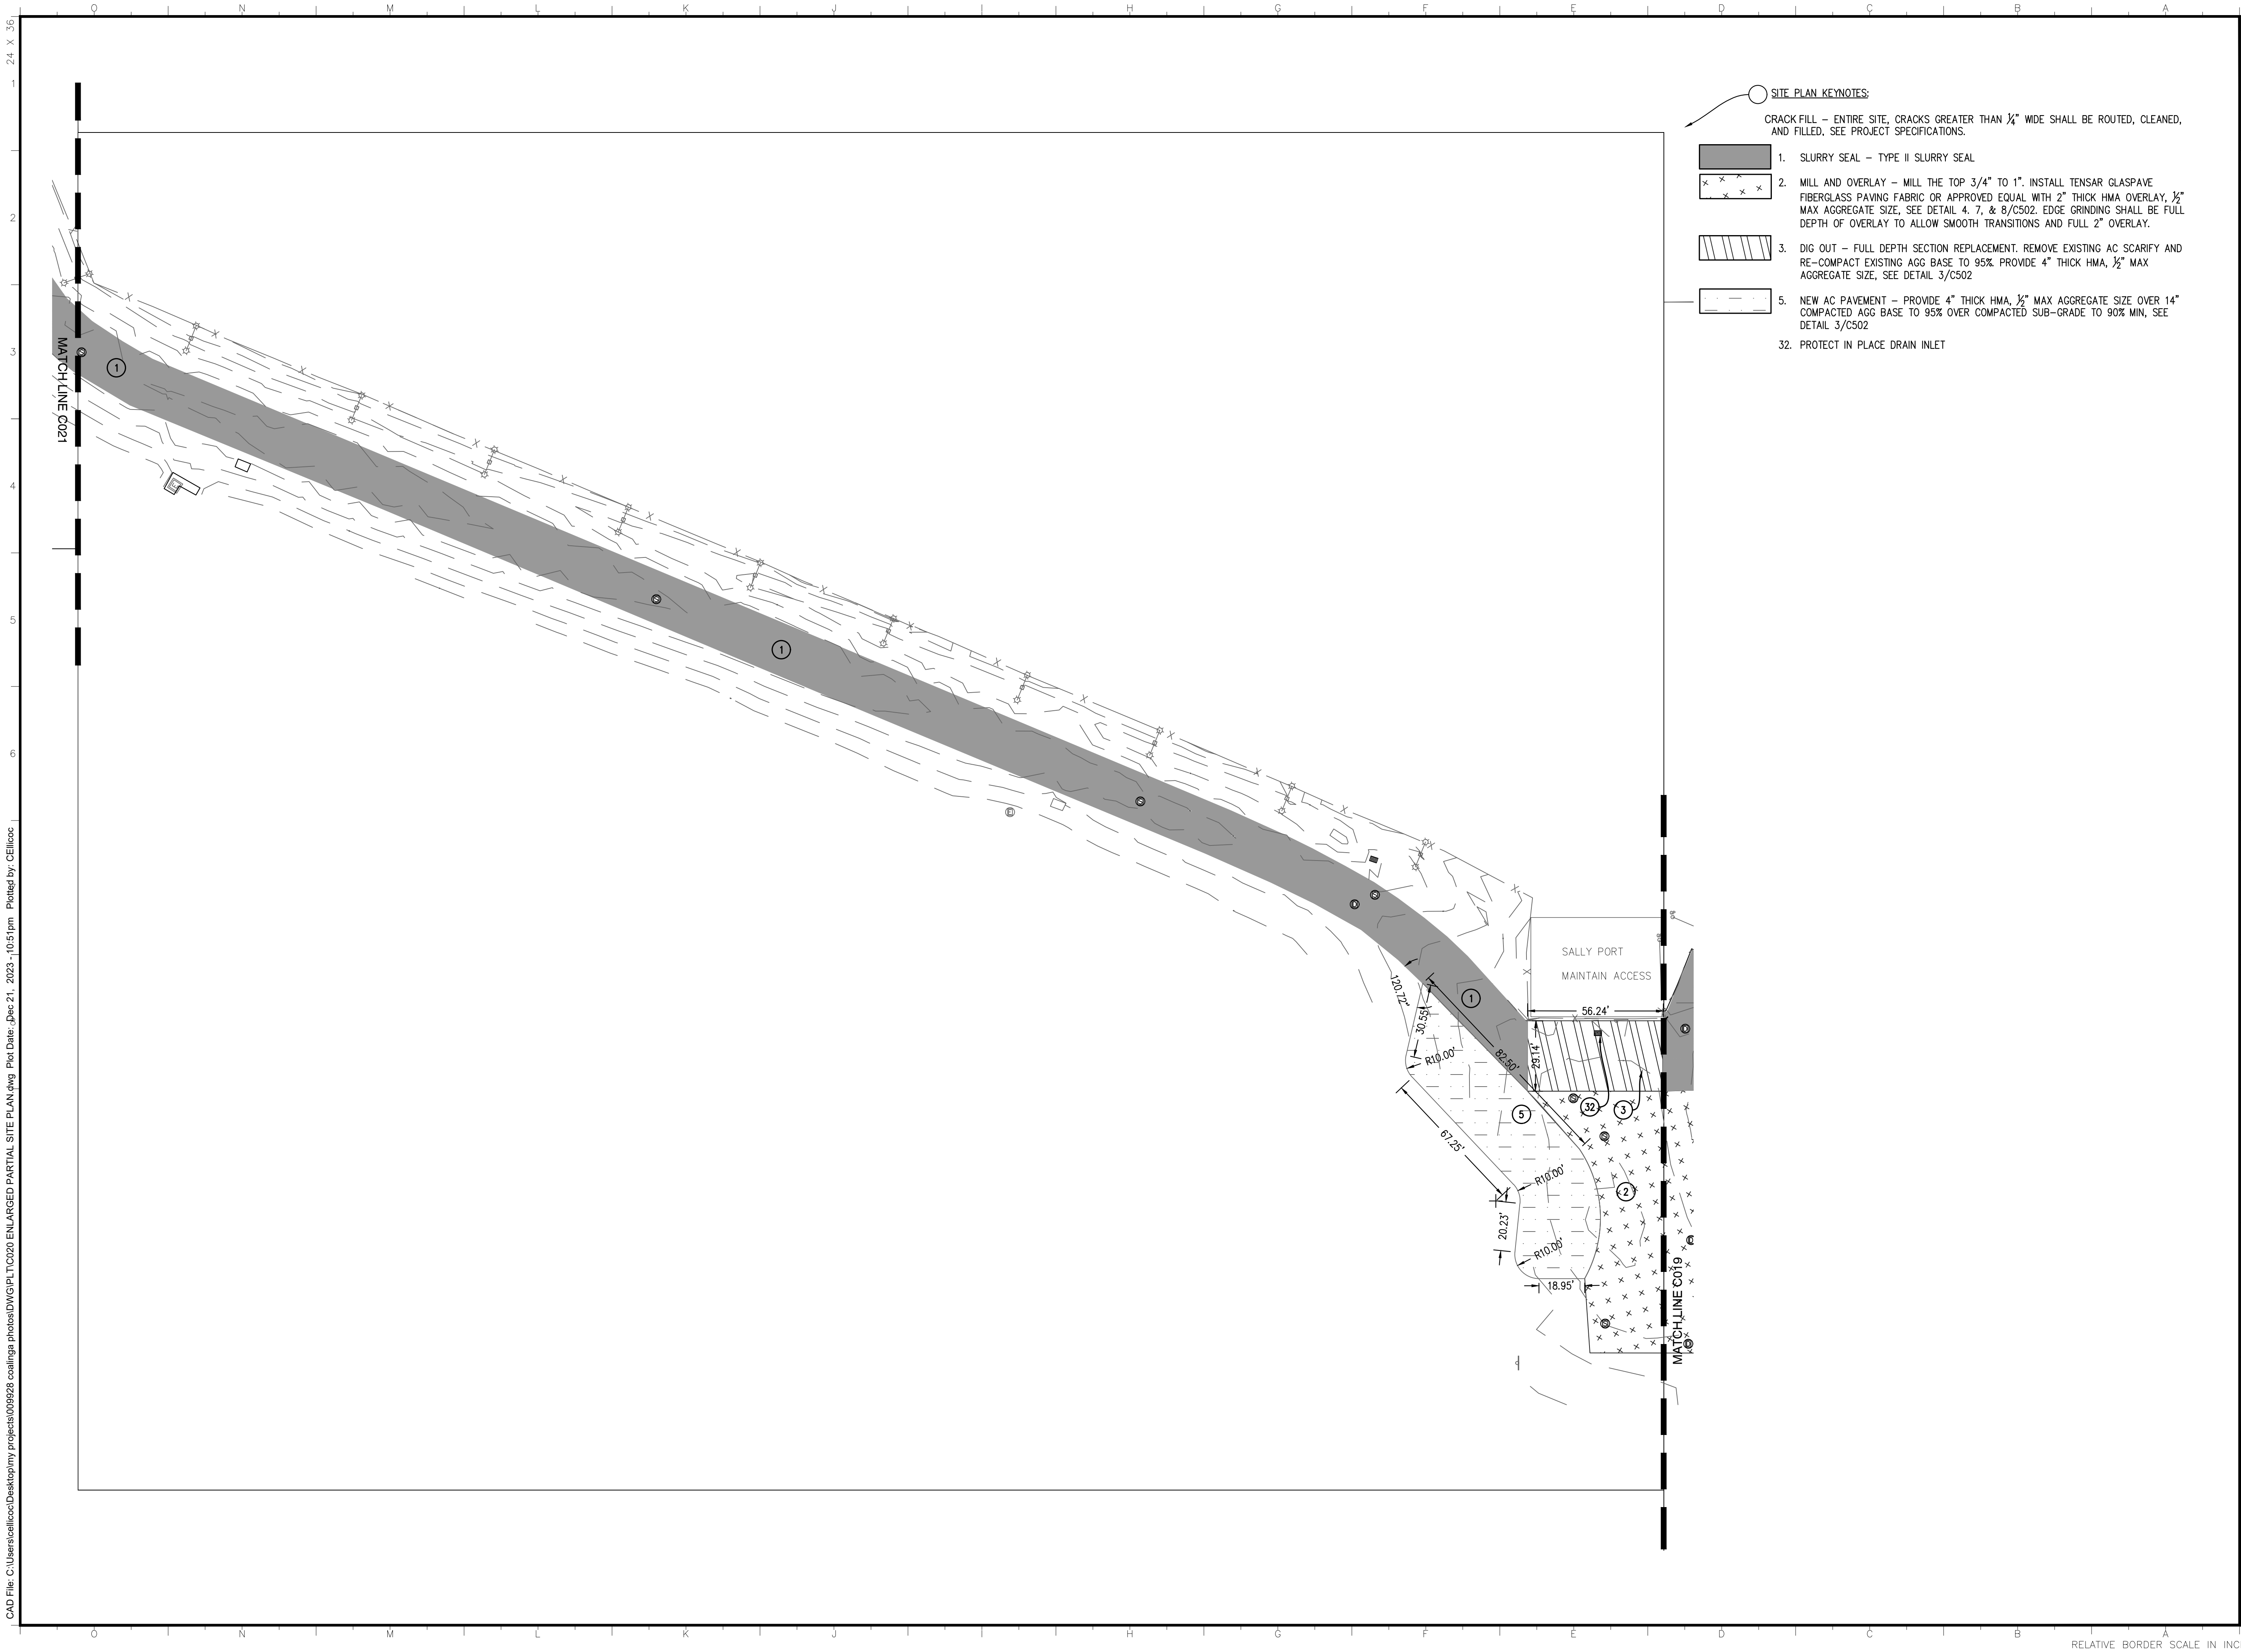 O N M L K J H G F E D C B A
24 X 36
1
2
3
4
5
6
SITE PLAN KEYNOTES:
CRACK FILL – ENTIRE SITE, CRACKS GREATER THAN ¼" WIDE SHALL BE ROUTED, CLEANED,
AND FILLED, SEE PROJECT SPECIFICATIONS.
1. SLURRY SEAL – TYPE II SLURRY SEAL
2. MILL AND OVERLAY – MILL THE TOP 3/4" TO 1". INSTALL TENSAR GLASPAVE
FIBERGLASS PAVING FABRIC OR APPROVED EQUAL WITH 2" THICK HMA OVERLAY, ½"
MAX AGGREGATE SIZE, SEE DETAIL 4. 7, & 8/C502. EDGE GRINDING SHALL BE FULL
DEPTH OF OVERLAY TO ALLOW SMOOTH TRANSITIONS AND FULL 2" OVERLAY.
3. DIG OUT – FULL DEPTH SECTION REPLACEMENT. REMOVE EXISTING AC SCARIFY AND
RE-COMPACT EXISTING AGG BASE TO 95%. PROVIDE 4" THICK HMA, ½" MAX
AGGREGATE SIZE, SEE DETAIL 3/C502
5. NEW AC PAVEMENT – PROVIDE 4" THICK HMA, ½" MAX AGGREGATE SIZE OVER 14"
COMPACTED AGG BASE TO 95% OVER COMPACTED SUB-GRADE TO 90% MIN, SEE
DETAIL 3/C502
32. PROTECT IN PLACE DRAIN INLET
MATCH LINE C021
1
1
SALLY PORT
MAINTAIN ACCESS
1
120.72"
30.55'
56.24'
29.14'
82.50'
R10.00'
5
32
3
67.25'
R10.00'
2
20.23'
R10.00'
18.95'
MATCH LINE C019
CAD File: C:\Users\cellicoc\Desktop\my projects\009928 coalinga photos\DWG\PLT\C020 ENLARGED PARTIAL SITE PLAN.dwg Plot Date: Dec 21, 2023 - 10:51pm Plotted by: CEllicoc
O N M L K J H G F E D C B A
RELATIVE BORDER SCALE IN INC